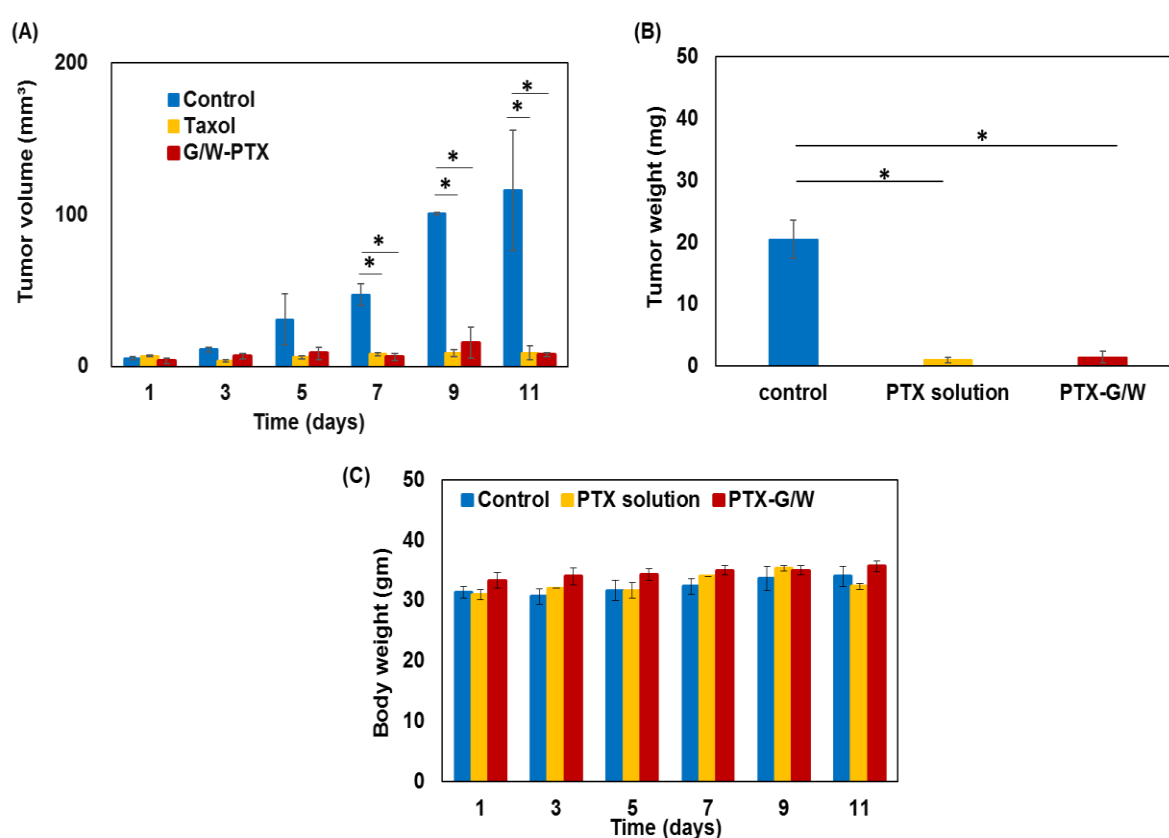 (A)
Tumor volume (mm³)
200
100
0
Control
Taxol
G/W-PTX
*
*
*
*
*
*
1 3 5 7 9 11
Time (days)
(B)
Tumor weight (mg)
50
40
30
20
10
0
*
*
control PTX solution PTX-G/W
(C)
Body weight (gm)
50
40
30
20
10
0
Control PTX solution PTX-G/W
1 3 5 7 9 11
Time (days)